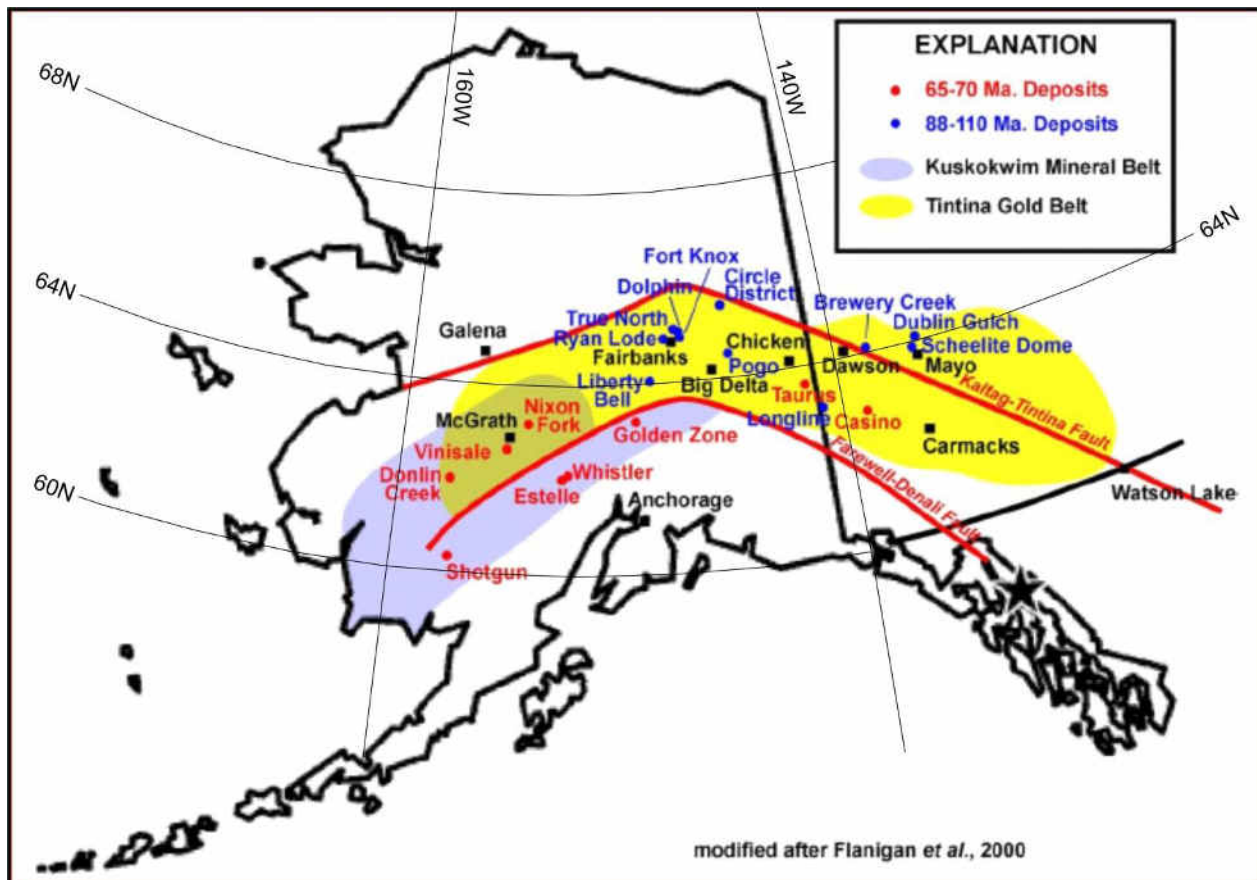 EXPLANATION
65-70 Ma. Deposits
88-110 Ma. Deposits
Kuskokwim Mineral Belt
Tintina Gold Belt
68N
160W
140W
64N
64N
60N
Fort Knox
Dolphin
Circle
District
True North
Ryan Lode
Fairbanks
Galena
Brewery Creek
Dublin Gulch
Scheelite Dome
Chicken
Pogo
Dawson
Mayo
Big Delta
Liberty
Bell
Taurus
Longline
Casino
Carmacks
Kaltag-Tintina Fault
McGrath
Nixon
Fork
Golden Zone
Vinisale
Donlin
Creek
Whistler
Estelle
Anchorage
Farewell-Denali Fault
Watson Lake
Shotgun
modified after Flanigan et al., 2000